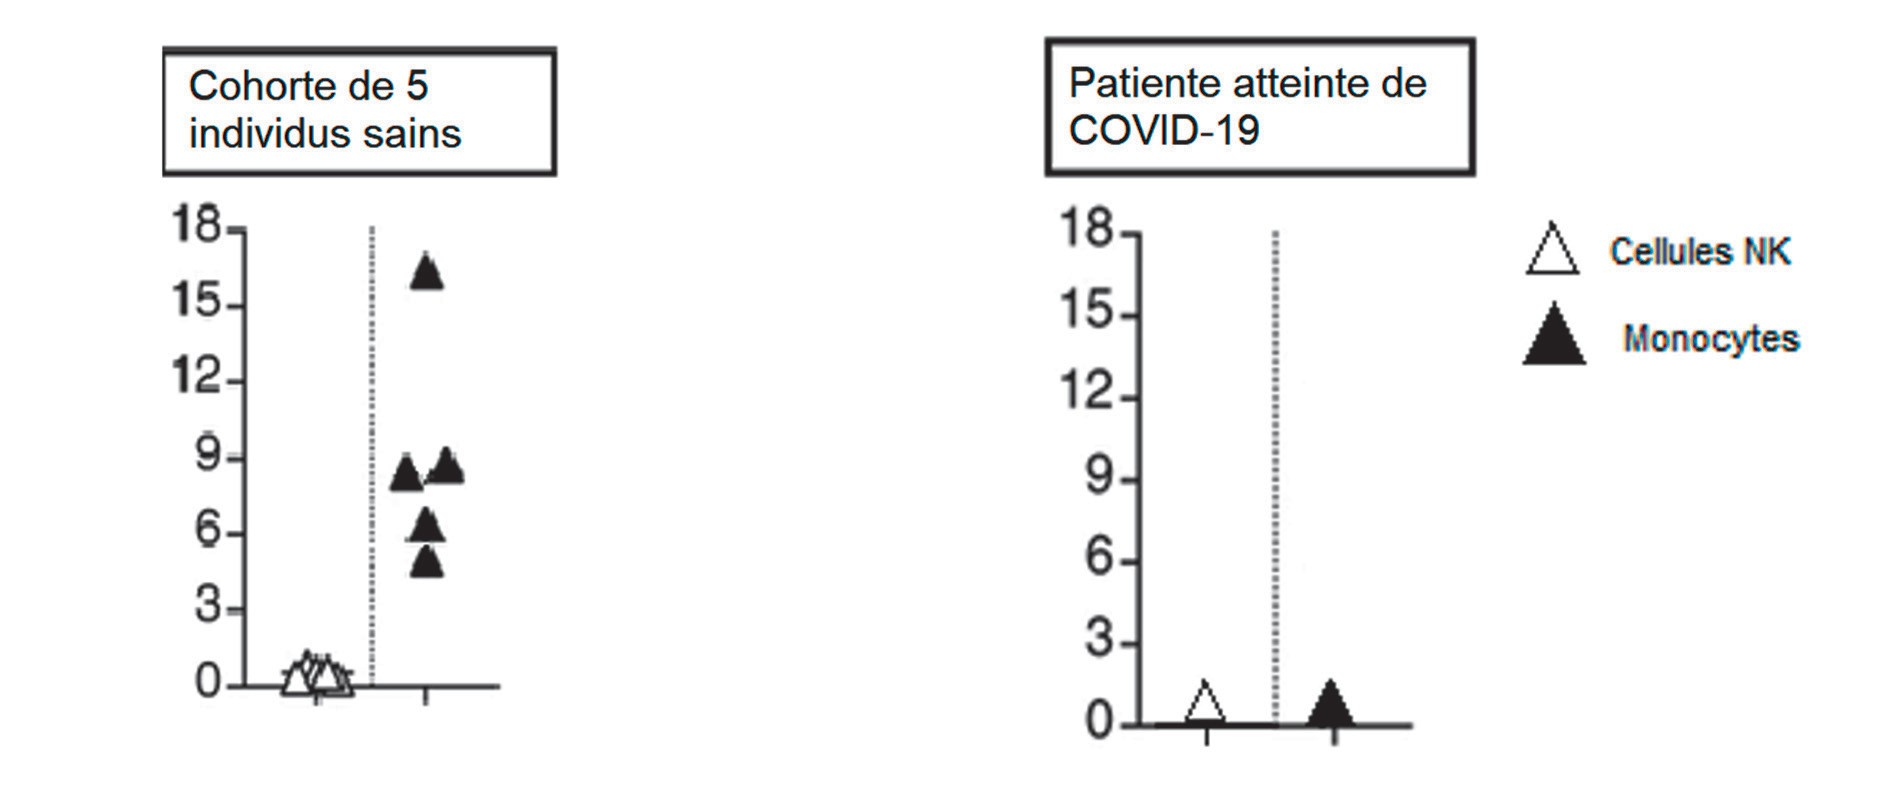 Cohorte de 5
individus sains
18
15
12
9
6
3
0
Patiente atteinte de
COVID-19
18
15
12
9
6
3
0
Cellules NK
Monocytes